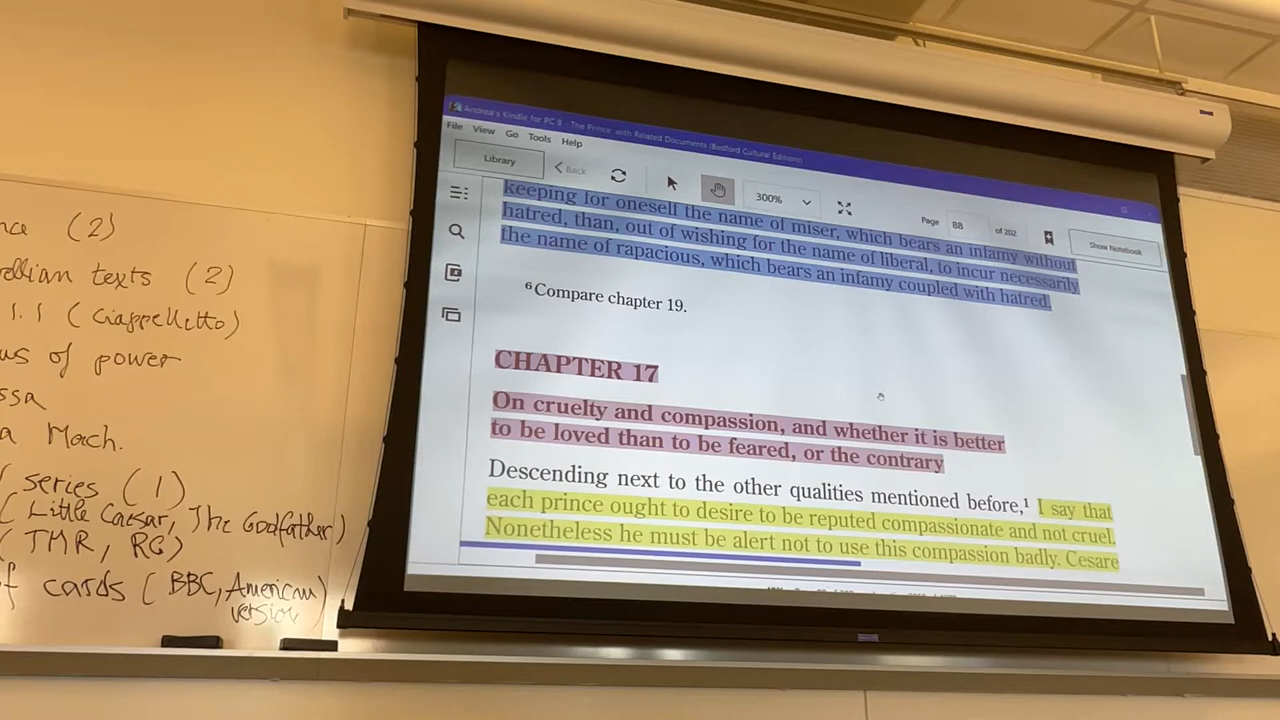 nce (2)
ellian texts (2)
1.1 (Ciappelletto)
ws of power
ssa
a Mach.
( series (1)
( Little Caesar, The Godfather)
( TMR, RG)
f cards ( BBC, American version)
Andrea's Kindle for PC 8 - The Prince: with Related Documents (Bedford Cultural Editions)
File View Go Tools Help
Library < Back 300% Page 88 of 202 Show Notebook
keeping for oneself the name of miser, which bears an infamy without
hatred, than, out of wishing for the name of liberal, to incur necessarily
the name of rapacious, which bears an infamy coupled with hatred.
6 Compare chapter 19.
CHAPTER 17
On cruelty and compassion, and whether it is better
to be loved than to be feared, or the contrary
Descending next to the other qualities mentioned before,1 I say that
each prince ought to desire to be reputed compassionate and not cruel.
Nonetheless he must be alert not to use this compassion badly. Cesare